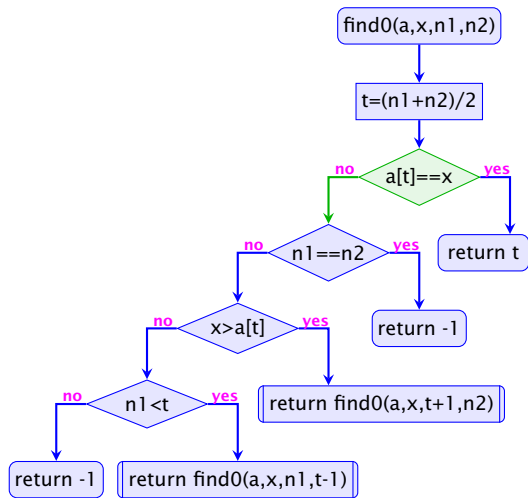 find0(a,x,n1,n2)
t=(n1+n2)/2
a[t]==x
no
yes
return t
n1==n2
no
yes
return -1
x>a[t]
no
yes
return find0(a,x,t+1,n2)
n1<t
no
yes
return -1
return find0(a,x,n1,t-1)